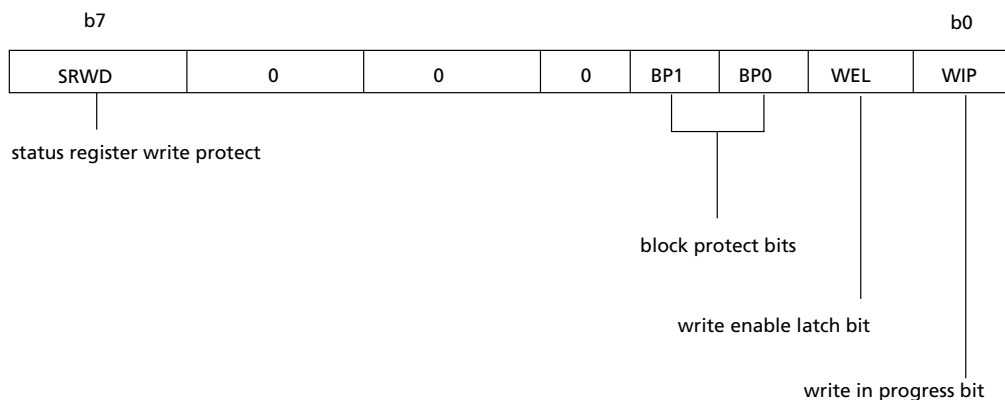 b7 b0
SRWD 0 0 0 BP1 BP0 WEL WIP
status register write protect
block protect bits
write enable latch bit
write in progress bit